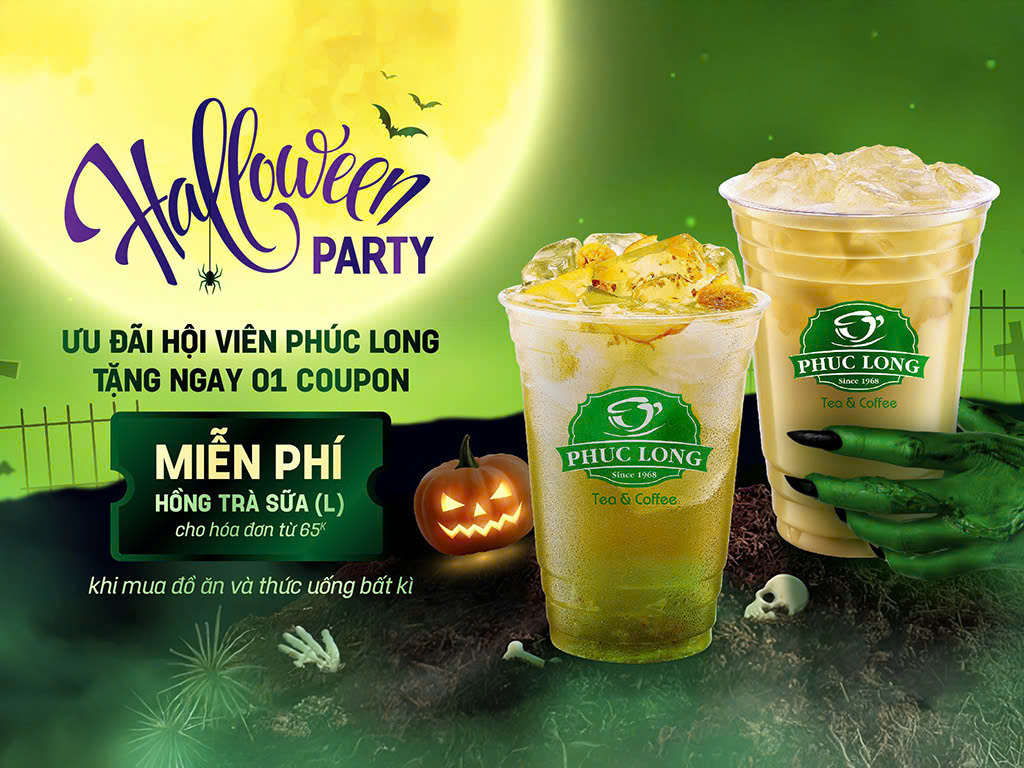 Halloween
PARTY
ƯU ĐÃI HỘI VIÊN PHÚC LONG
TẶNG NGAY 01 COUPON
MIỄN PHÍ
HỒNG TRÀ SỮA (L)
cho hóa đơn từ 65K
khi mua đồ ăn và thức uống bất kì
PHUC LONG
Since 1968
Tea & Coffee
PHUC LONG
Since 1968
Tea & Coffee